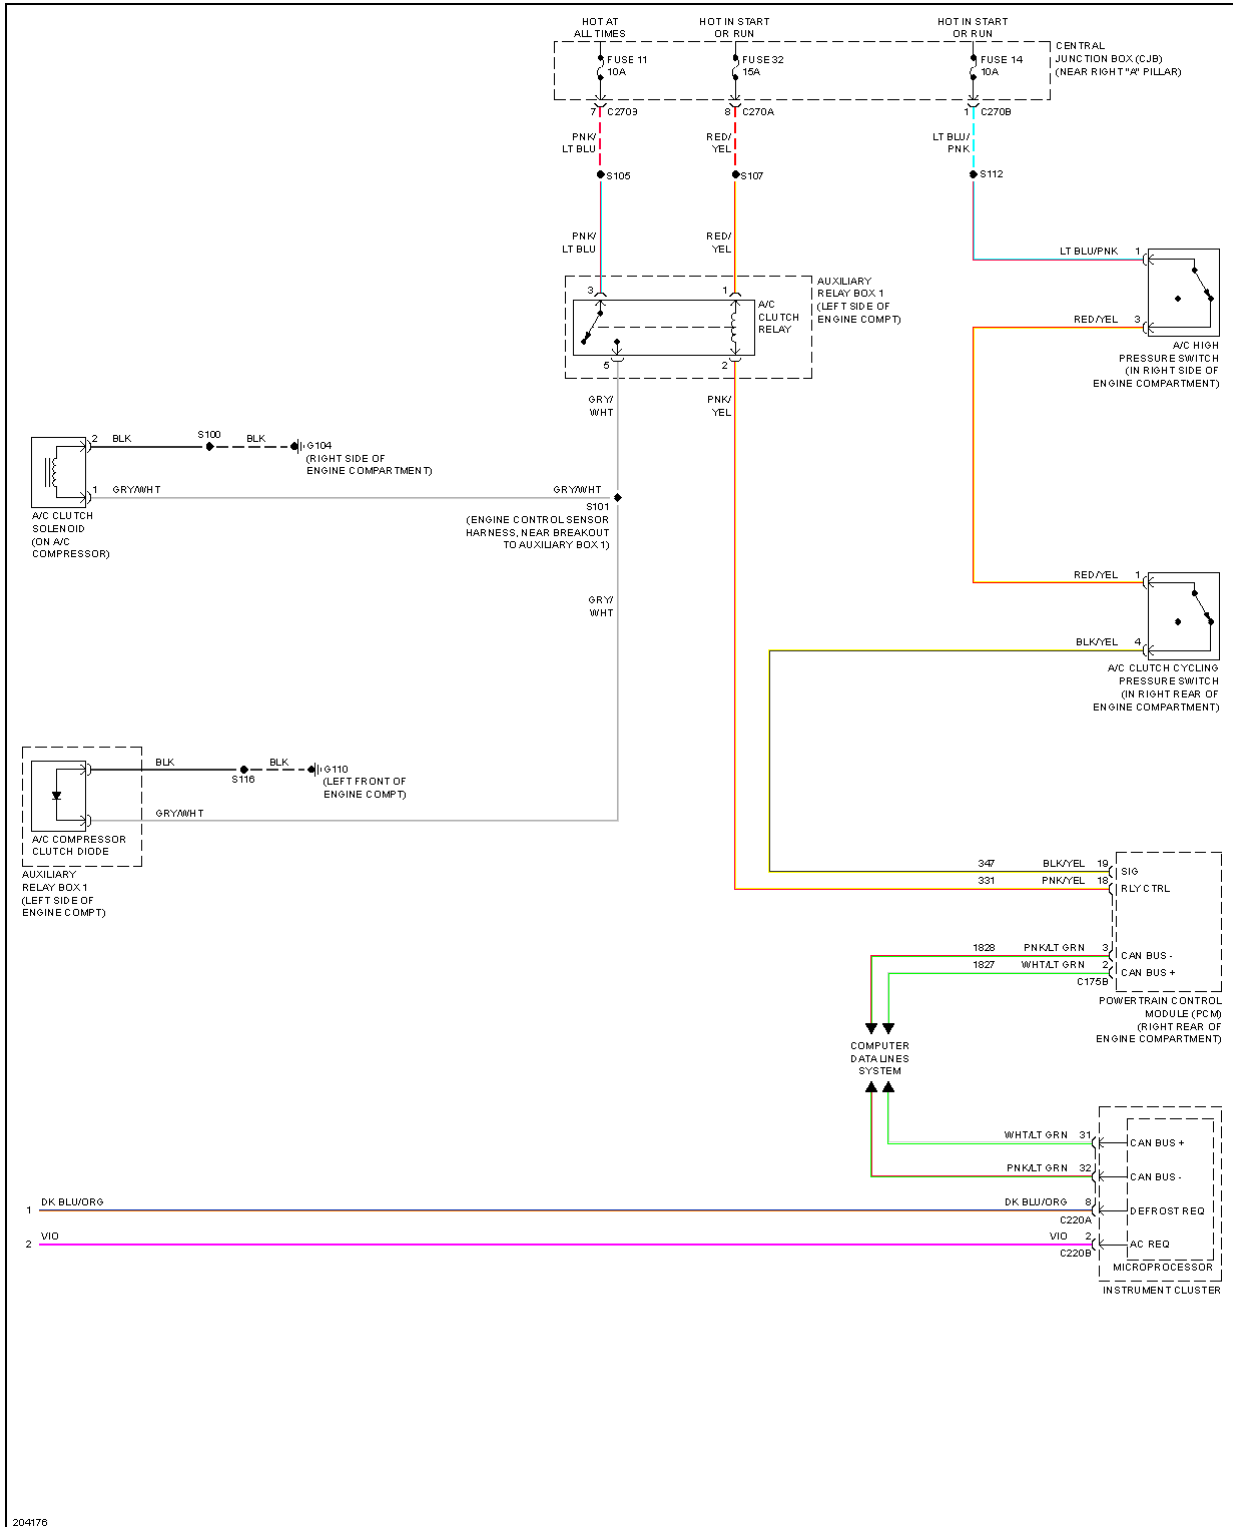 HOT AT
ALL TIMES
HOT IN START
OR RUN
HOT IN START
OR RUN
FUSE 11
10A
FUSE 32
15A
FUSE 14
10A
CENTRAL
JUNCTION BOX (CJB)
(NEAR RIGHT "A" PILLAR)
7
C2709
8
C270A
1
C270B
PNK/
LT BLU
RED/
YEL
LT BLU/
PNK
S105
S107
S112
PNK/
LT BLU
RED/
YEL
LT BLU/PNK
1
3
1
A/C
CLUTCH
RELAY
AUXILIARY
RELAY BOX 1
(LEFT SIDE OF
ENGINE COMPT)
RED/YEL
3
A/C HIGH
PRESSURE SWITCH
(IN RIGHT SIDE OF
ENGINE COMPARTMENT)
5
2
GRY/
WHT
PNK/
YEL
2
BLK
S100
BLK
G104
(RIGHT SIDE OF
ENGINE COMPARTMENT)
1
GRY/WHT
GRY/WHT
S101
(ENGINE CONTROL SENSOR
HARNESS, NEAR BREAKOUT
TO AUXILIARY BOX 1)
A/C CLUTCH
SOLENOID
(ON A/C
COMPRESSOR)
RED/YEL
1
GRY/
WHT
BLK/YEL
4
A/C CLUTCH CYCLING
PRESSURE SWITCH
(IN RIGHT REAR OF
ENGINE COMPARTMENT)
BLK
S116
BLK
G110
(LEFT FRONT OF
ENGINE COMPT)
GRY/WHT
A/C COMPRESSOR
CLUTCH DIODE
AUXILIARY
RELAY BOX 1
(LEFT SIDE OF
ENGINE COMPT)
347
BLK/YEL
19
SIG
331
PNK/YEL
18
RLY CTRL
1828
PNK/LT GRN
3
CAN BUS -
1827
WHT/LT GRN
2
CAN BUS +
C175B
POWERTRAIN CONTROL
MODULE (PCM)
(RIGHT REAR OF
ENGINE COMPARTMENT)
COMPUTER
DATA LINES
SYSTEM
WHT/LT GRN
31
CAN BUS +
PNK/LT GRN
32
CAN BUS -
1
DK BLU/ORG
DK BLU/ORG
8
DEFROST REQ
C220A
2
VIO
VIO
2
AC REQ
C220B
MICROPROCESSOR
INSTRUMENT CLUSTER
204176